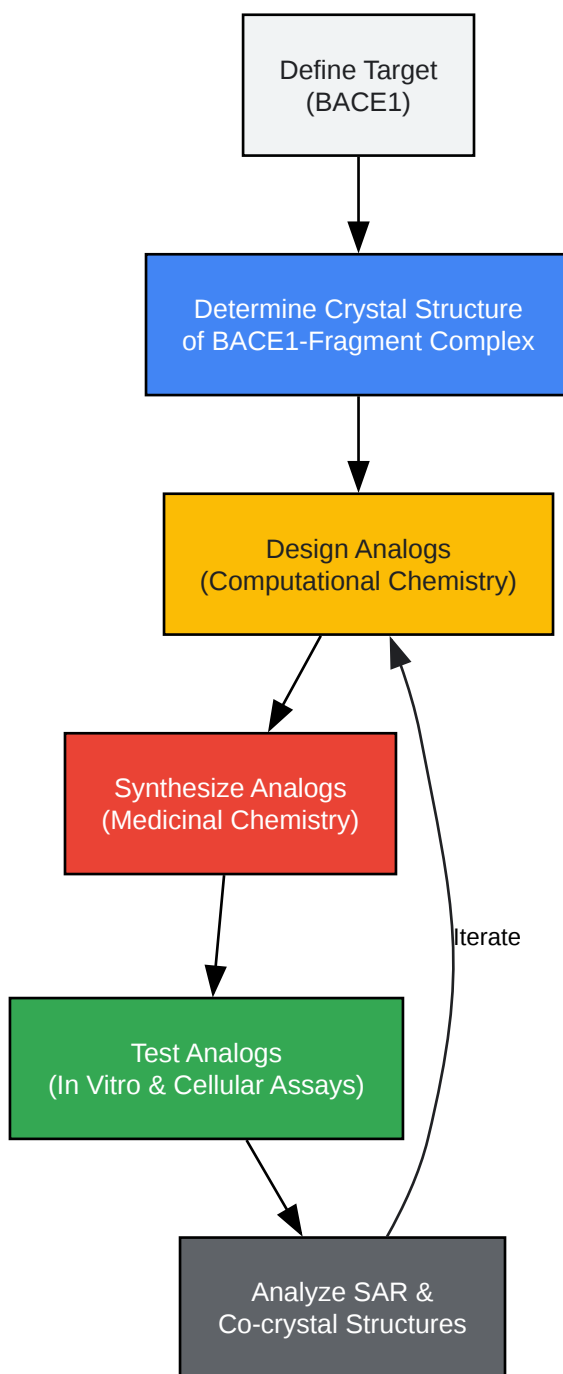 Define Target
(BACE1)
Determine Crystal Structure
of BACE1-Fragment Complex
Design Analogs
(Computational Chemistry)
Synthesize Analogs
(Medicinal Chemistry)
Iterate
Test Analogs
(In Vitro & Cellular Assays)
Analyze SAR &
Co-crystal Structures